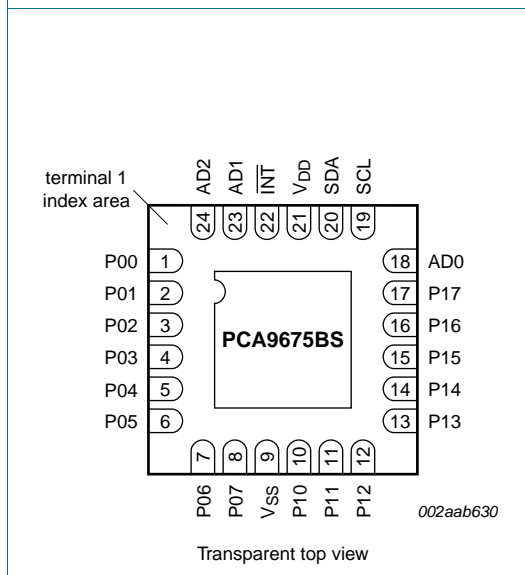 terminal 1
index area
AD2
AD1
INT
VDD
SDA
SCL
24
23
22
21
20
19
P00 1
P01 2
P02 3
P03 4
P04 5
P05 6
PCA9675BS
18 AD0
17 P17
16 P16
15 P15
14 P14
13 P13
7
8
9
10
11
12
P06
P07
VSS
P10
P11
P12
002aab630
Transparent top view